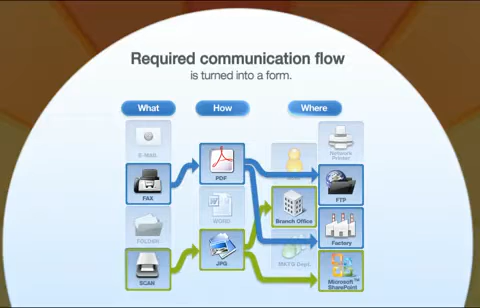 Required communication flow
is turned into a form.
What
How
Where
E-MAIL
Network
Printer
PDF
FAX
FTP
WORD
Branch Office
FOLDER
Factory
JPG
SCAN
Microsoft™
SharePoint